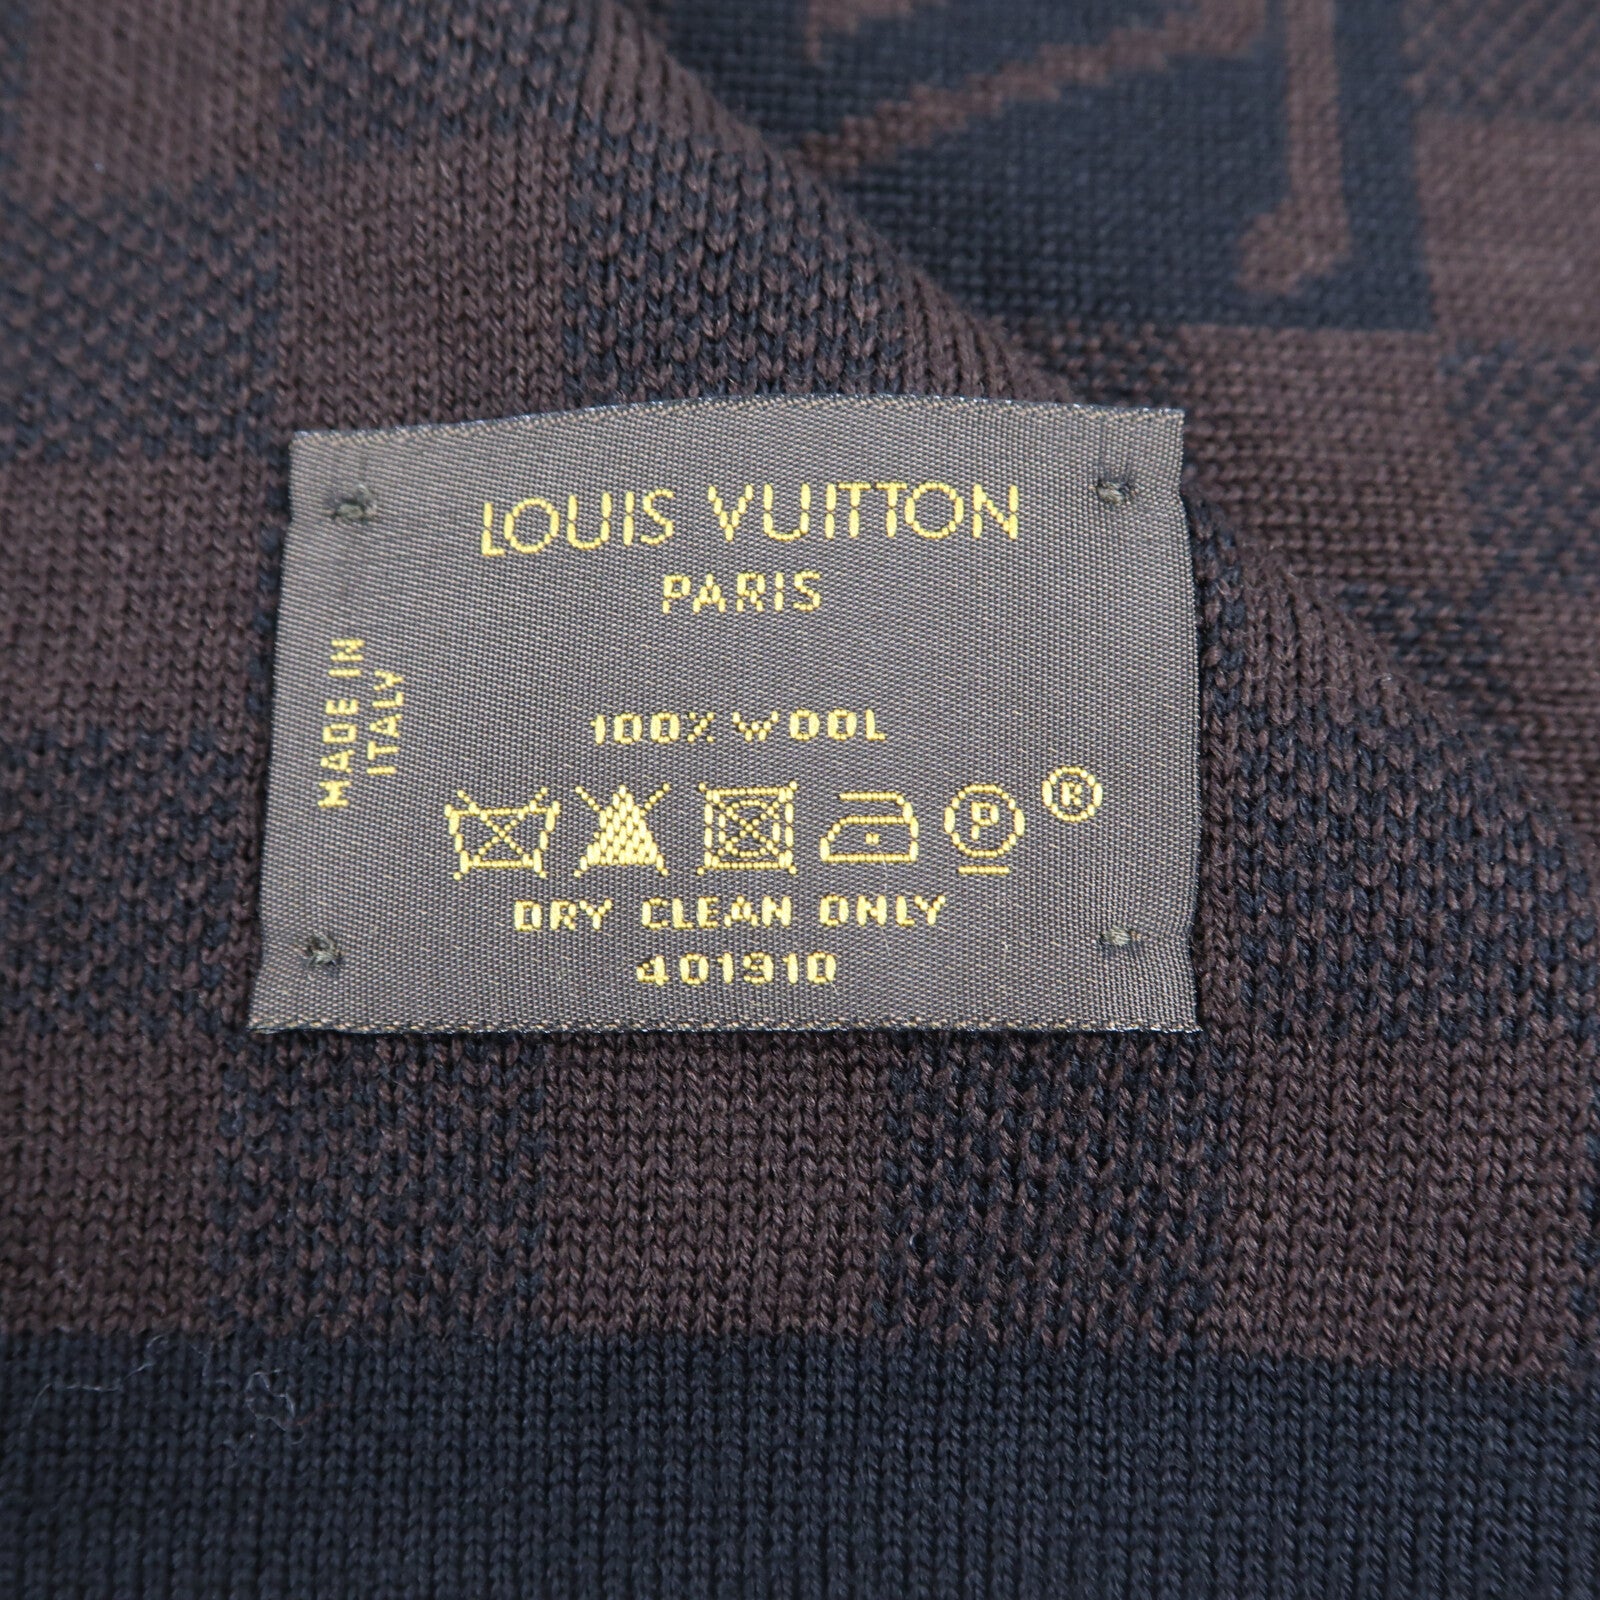 LOUIS VUITTON
PARIS
MADE IN
ITALY
100% WOOL
P
®
DRY CLEAN ONLY
401910